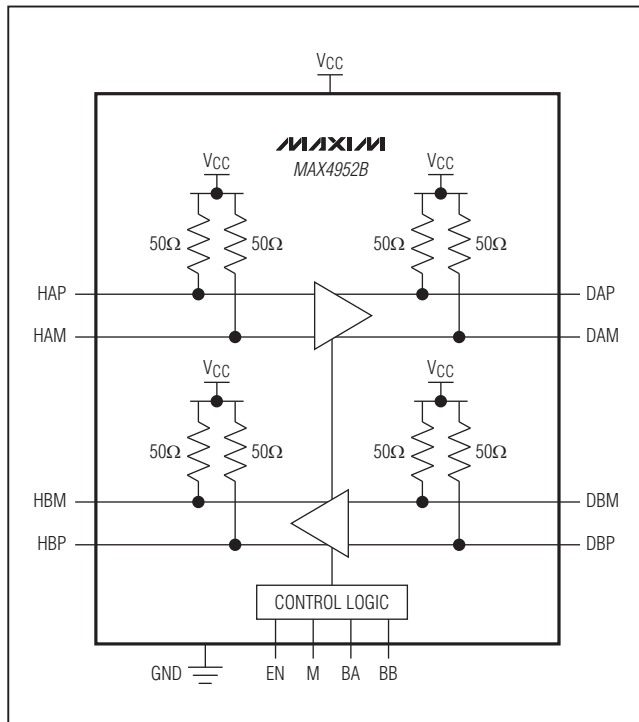 VCC
MAXIM
MAX4952B
VCC
VCC
50Ω
50Ω
50Ω
50Ω
HAP
DAP
HAM
DAM
VCC
VCC
50Ω
50Ω
50Ω
50Ω
HBM
DBM
HBP
DBP
CONTROL LOGIC
GND
EN
M
BA
BB